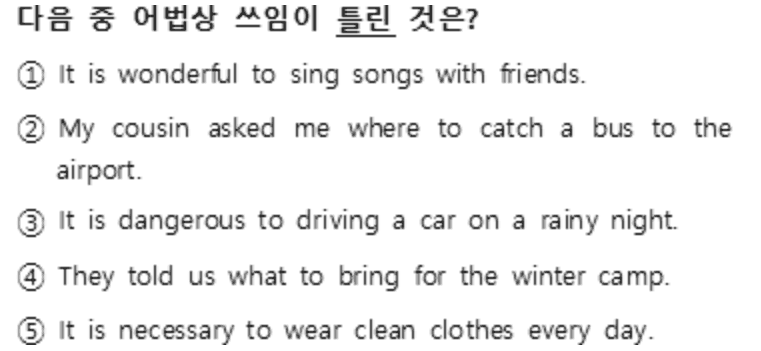 다음 중 어법상 쓰임이 틀린 것은?
① It is wonderful to sing songs with friends.
② My cousin asked me where to catch a bus to the
airport.
③ It is dangerous to driving a car on a rainy night.
④ They told us what to bring for the winter camp.
⑤ It is necessary to wear clean clothes every day.